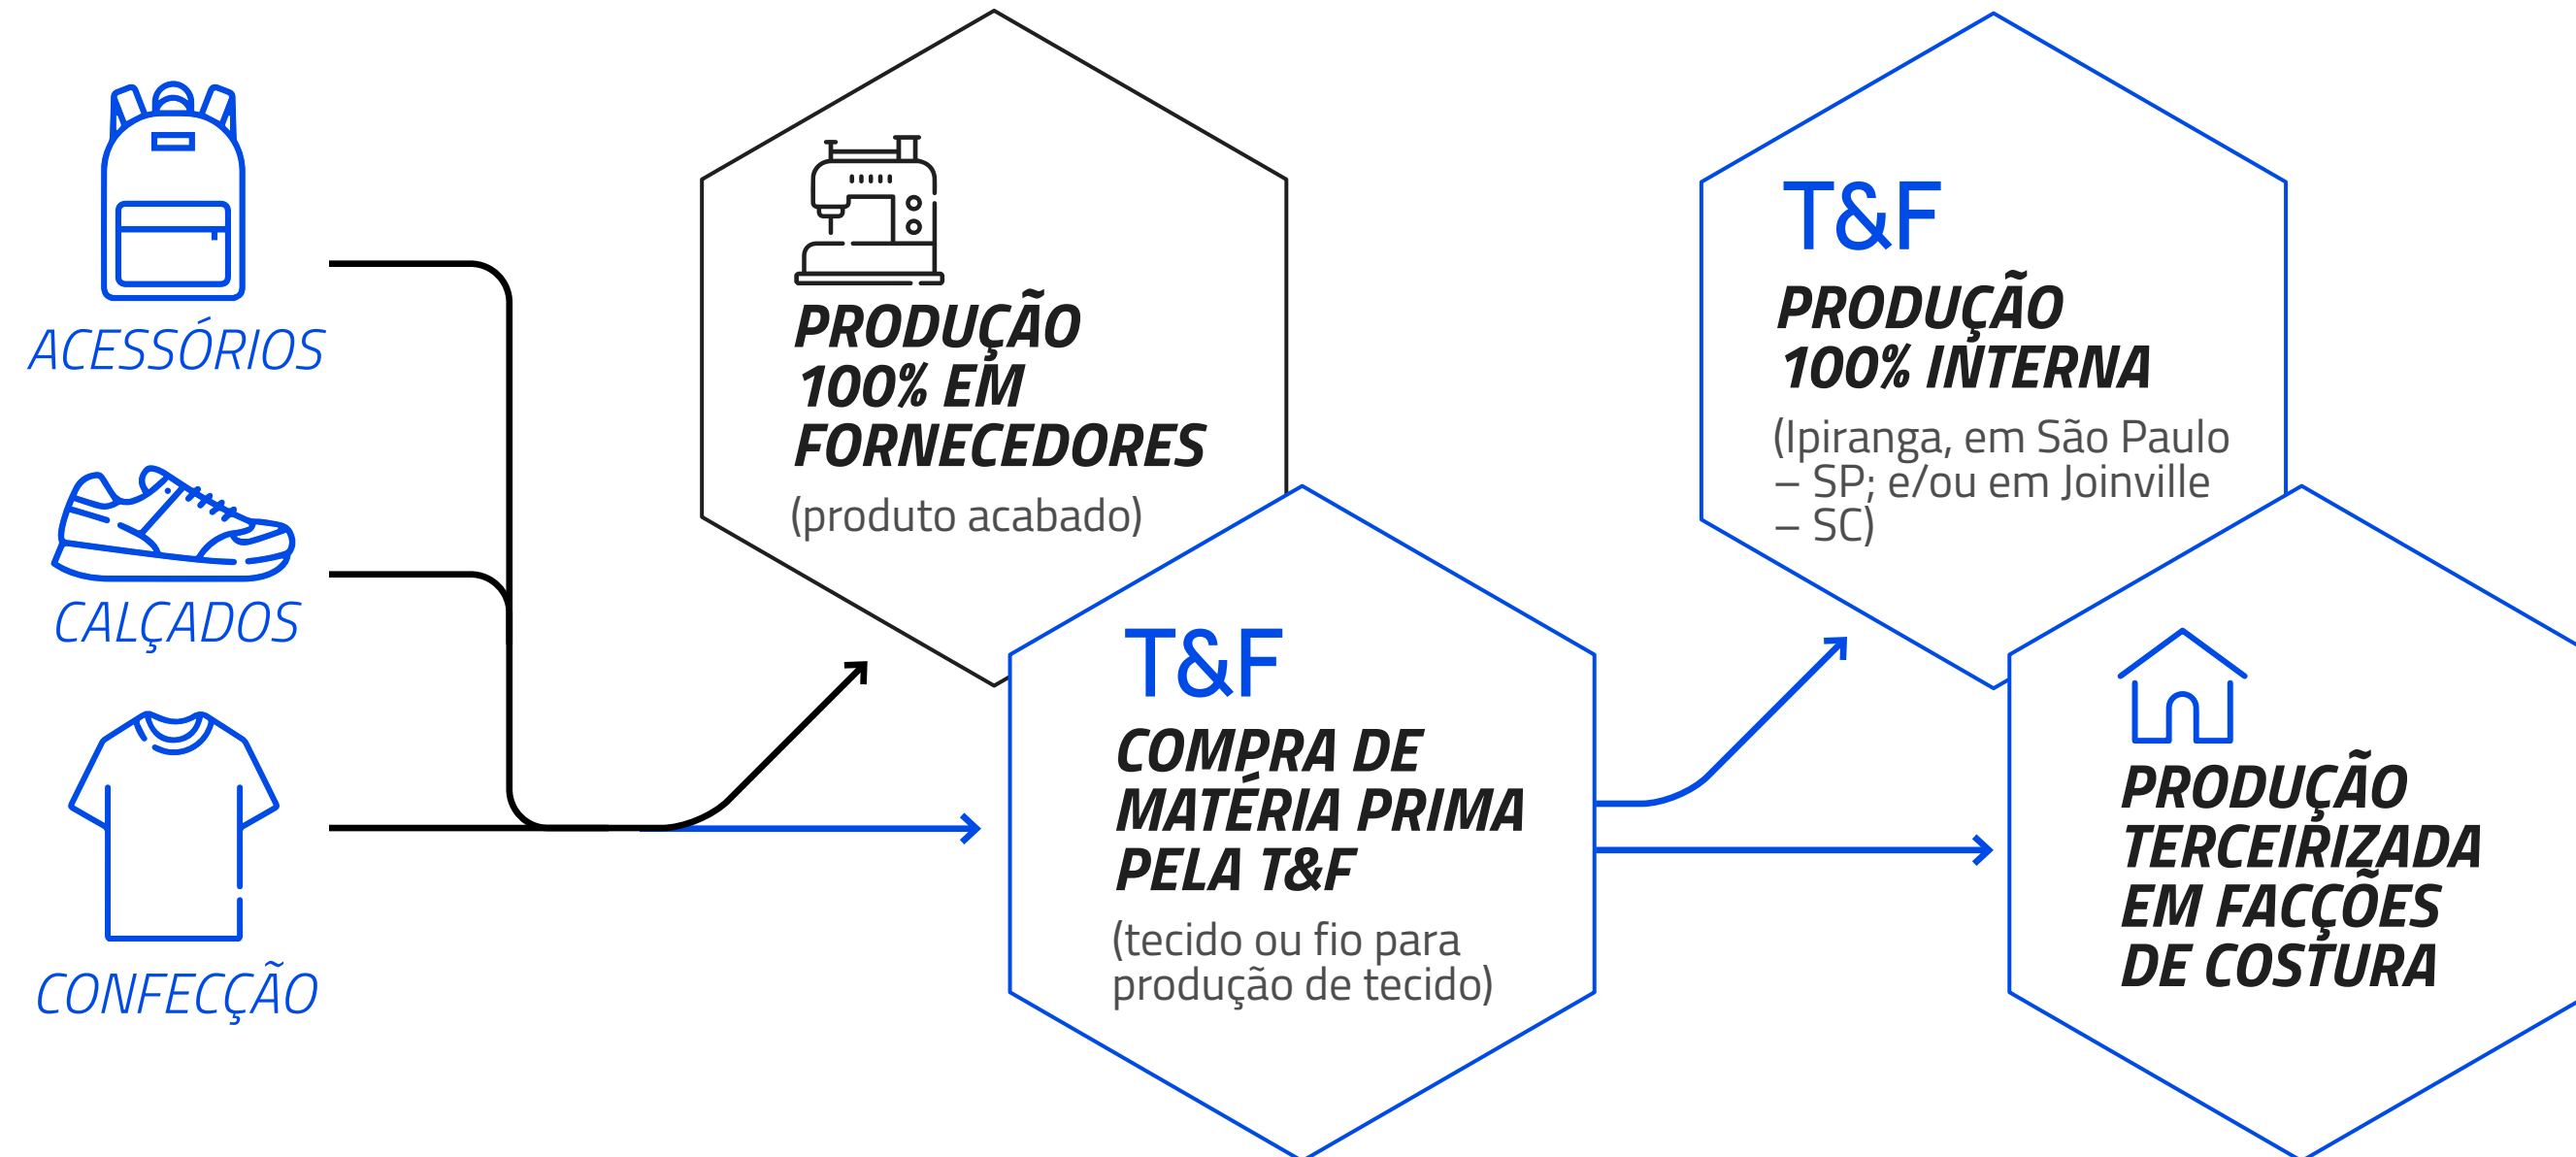 ACESSÓRIOS
CALÇADOS
CONFECÇÃO
PRODUÇÃO
100% EM
FORNECEDORES
(produto acabado)
T&F
COMPRA DE
MATÉRIA PRIMA
PELA T&F
(tecido ou fio para
produção de tecido)
T&F
PRODUÇÃO
100% INTERNA
(Ipiranga, em São Paulo
– SP; e/ou em Joinville
– SC)
PRODUÇÃO
TERCEIRIZADA
EM FACÇÕES
DE COSTURA